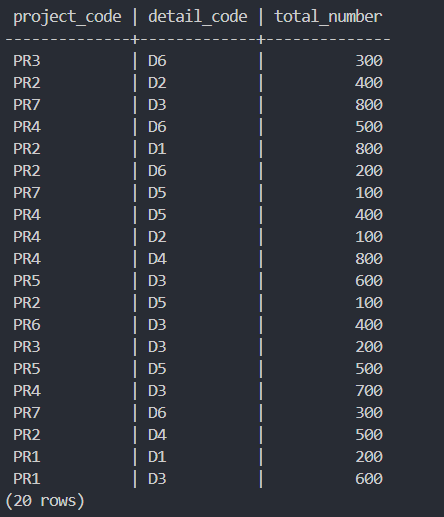 project_code | detail_code | total_number
--------------+-------------+--------------
PR3 | D6 | 300
PR2 | D2 | 400
PR7 | D3 | 800
PR4 | D6 | 500
PR2 | D1 | 800
PR2 | D6 | 200
PR7 | D5 | 100
PR4 | D5 | 400
PR4 | D2 | 100
PR4 | D4 | 800
PR5 | D3 | 600
PR2 | D5 | 100
PR6 | D3 | 400
PR3 | D3 | 200
PR5 | D5 | 500
PR4 | D3 | 700
PR7 | D6 | 300
PR2 | D4 | 500
PR1 | D1 | 200
PR1 | D3 | 600
(20 rows)